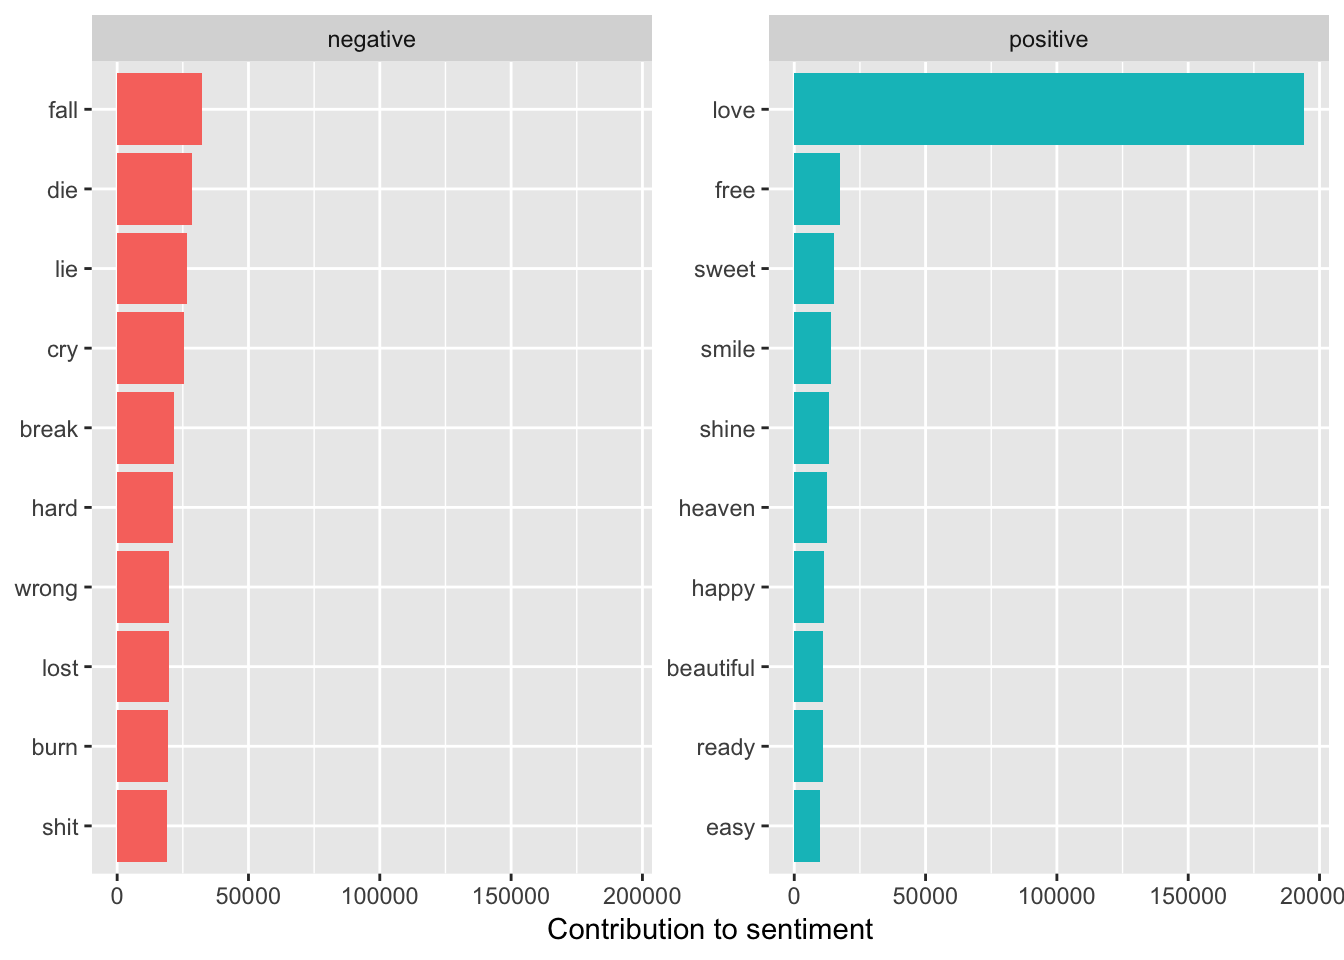 negative
positive
fall
die
lie
cry
break
hard
wrong
lost
burn
shit
love
free
sweet
smile
shine
heaven
happy
beautiful
ready
easy
0 50000 100000 150000 200000
0 50000 100000 150000 20000
Contribution to sentiment